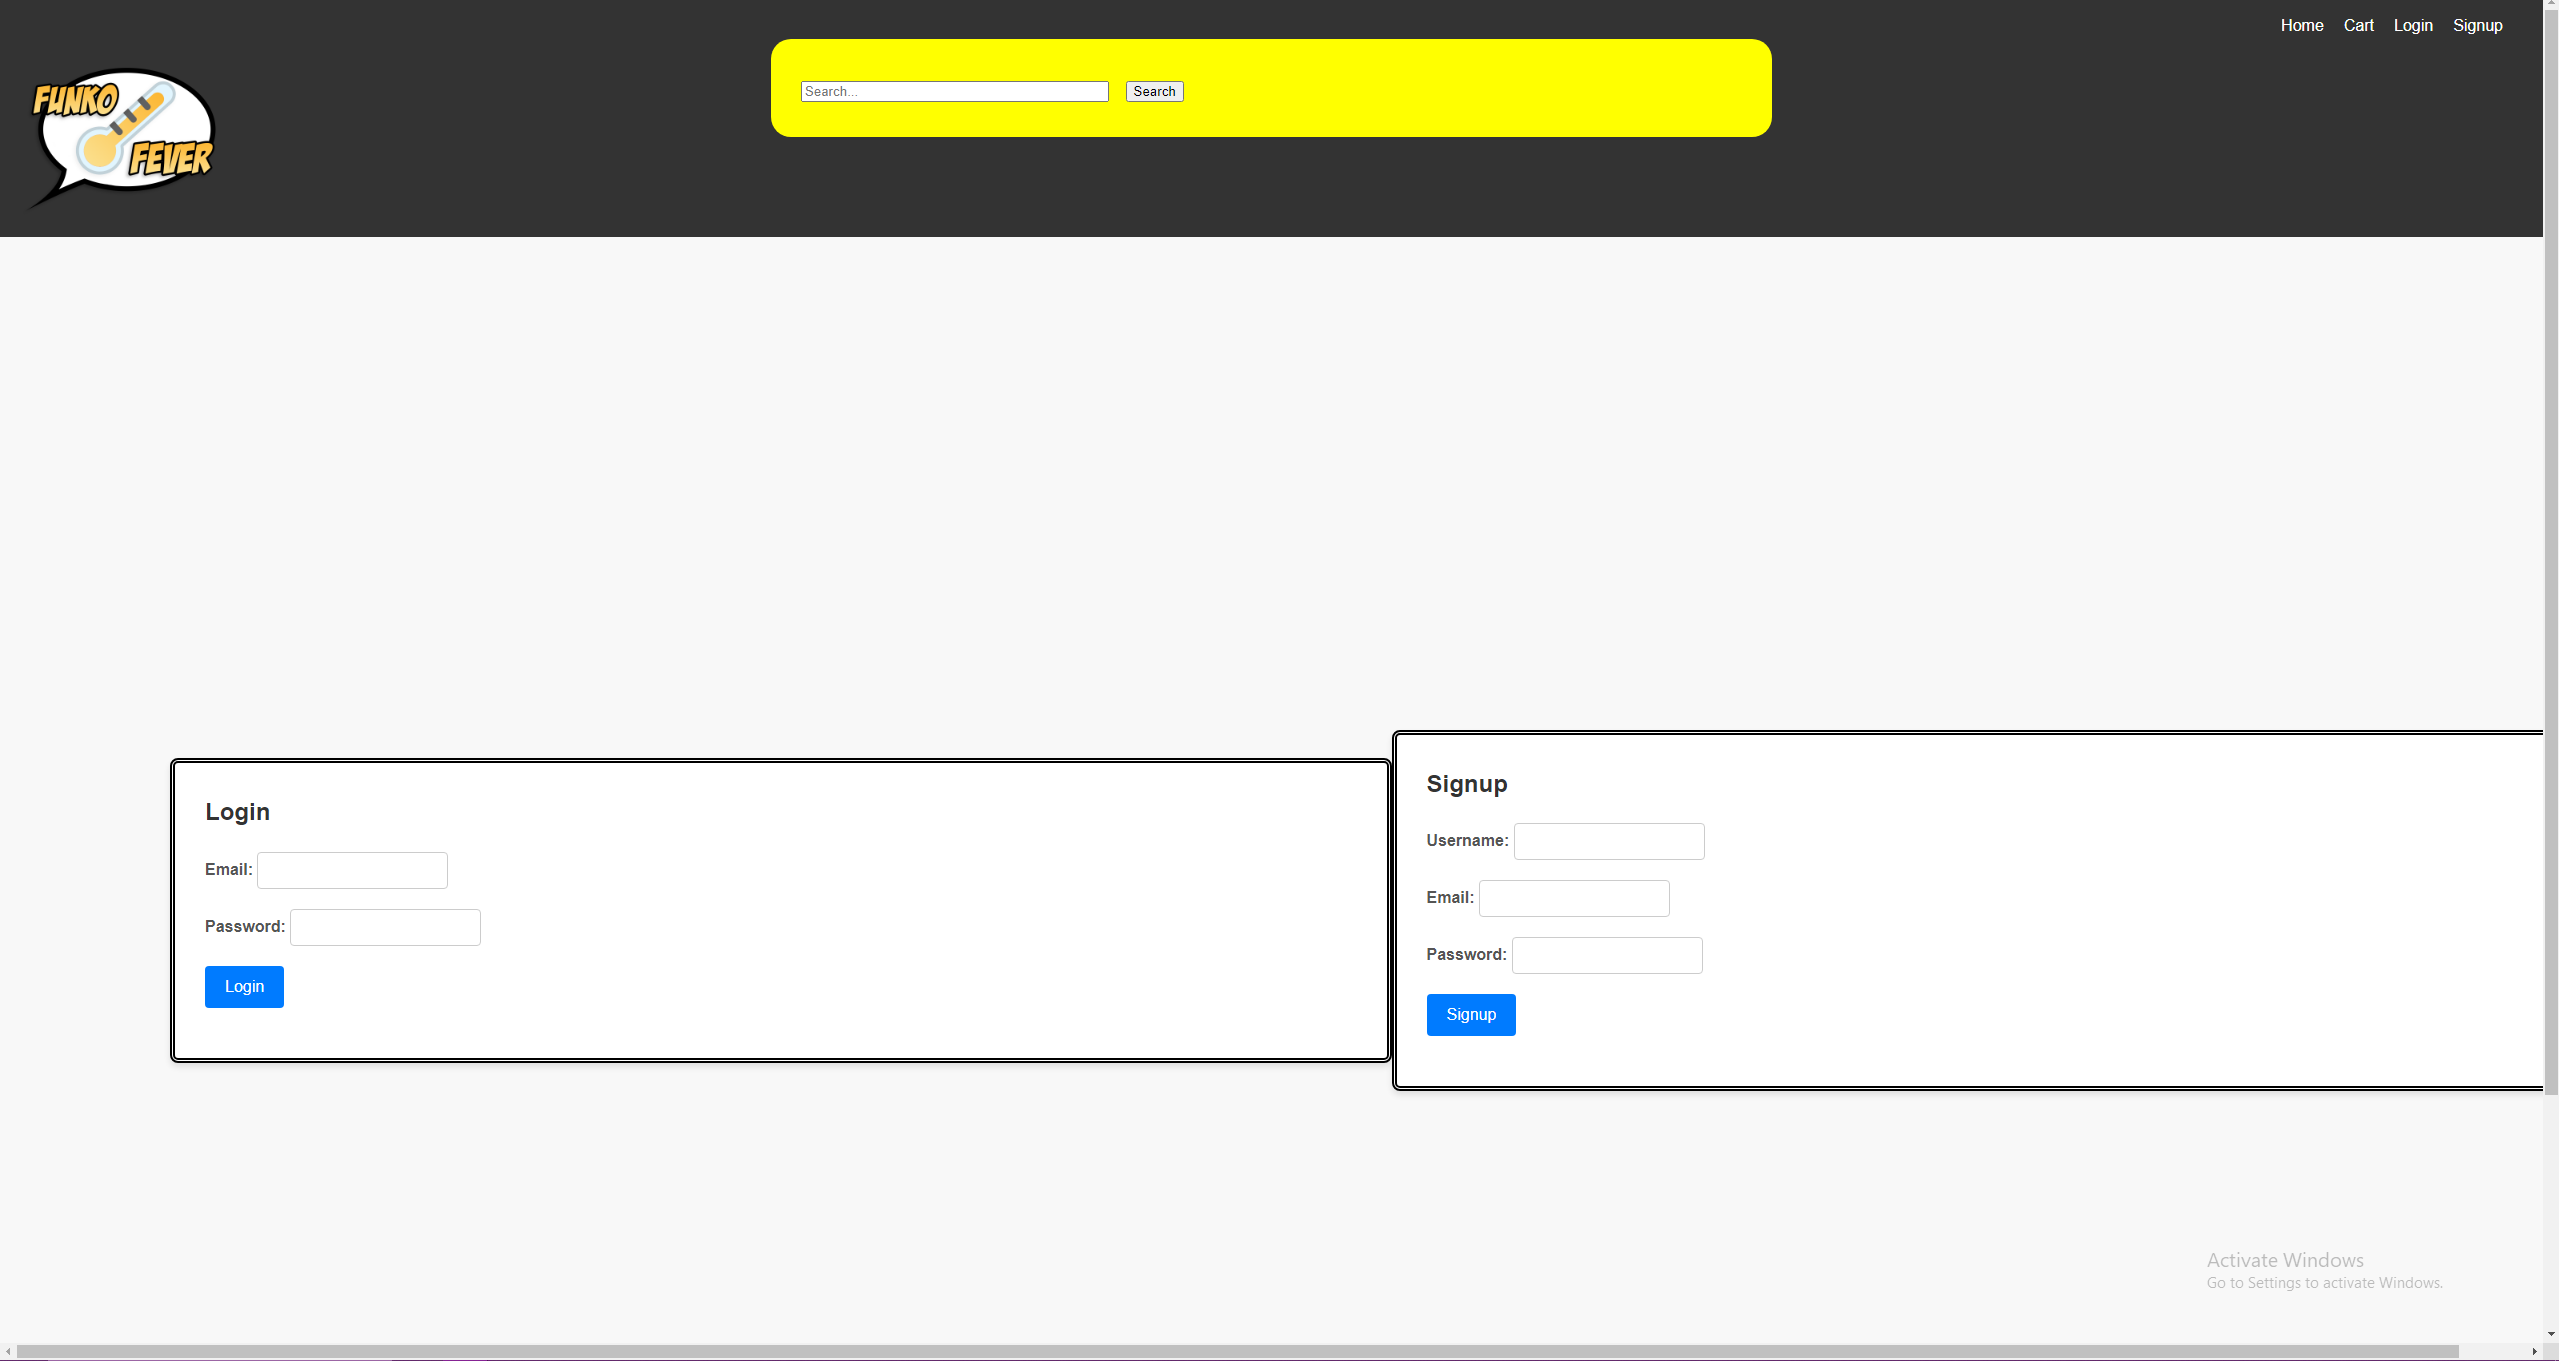 Home Cart Login Signup
FUNKO
FEVER
Search... Search
Login
Email:
Password:
Login
Signup
Username:
Email:
Password:
Signup
Activate Windows
Go to Settings to activate Windows.